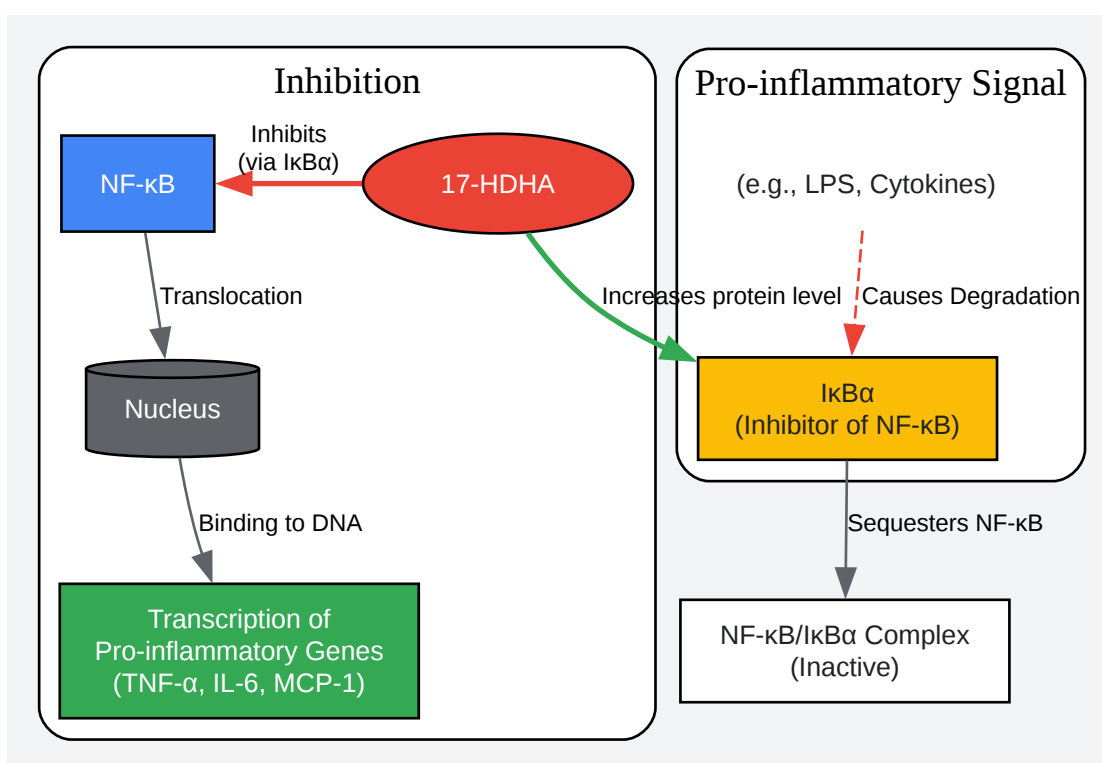 Inhibition
Pro-inflammatory Signal
Inhibits
(via IκBα)
NF-κB
17-HDHA
(e.g., LPS, Cytokines)
Translocation
Increases protein level
Causes Degradation
Nucleus
IκBα
(Inhibitor of NF-κB)
Binding to DNA
Sequesters NF-κB
Transcription of
Pro-inflammatory Genes
(TNF-α, IL-6, MCP-1)
NF-κB/IκBα Complex
(Inactive)